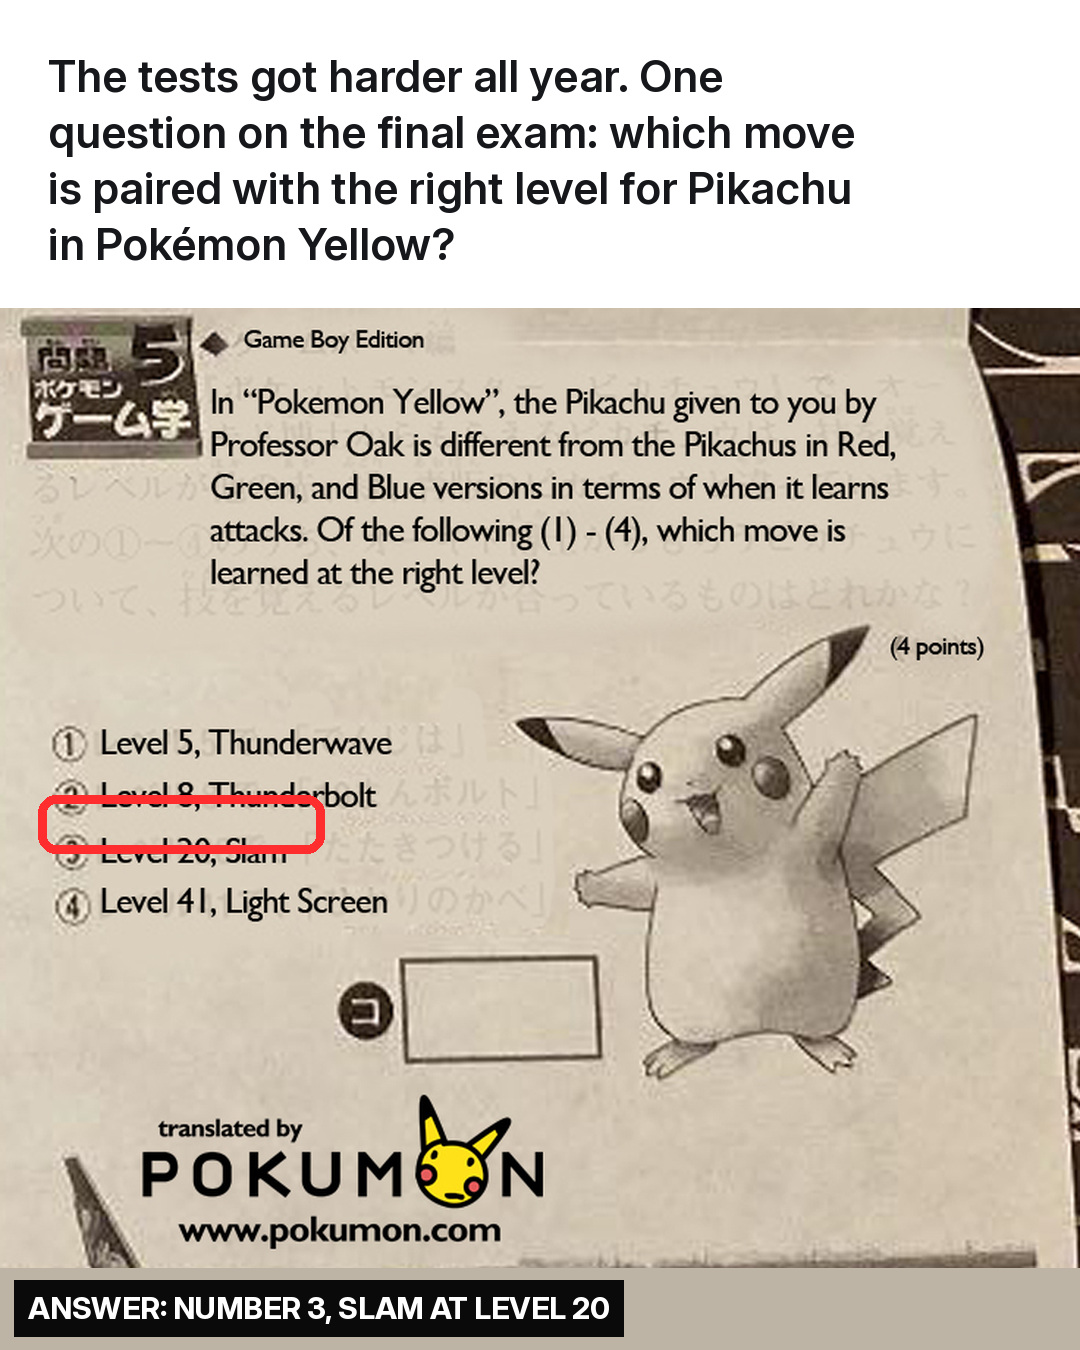 The tests got harder all year. One
question on the final exam: which move
is paired with the right level for Pikachu
in Pokémon Yellow?
問題 5
ポケモン
ゲーム学
Game Boy Edition
In “Pokemon Yellow”, the Pikachu given to you by
Professor Oak is different from the Pikachus in Red,
Green, and Blue versions in terms of when it learns
attacks. Of the following (1) - (4), which move is
learned at the right level?
(4 points)
① Level 5, Thunderwave
② Level 8, Thunderbolt
③ Level 20, Slam
④ Level 41, Light Screen
コ
translated by
POKUMON
www.pokumon.com
ANSWER: NUMBER 3, SLAM AT LEVEL 20